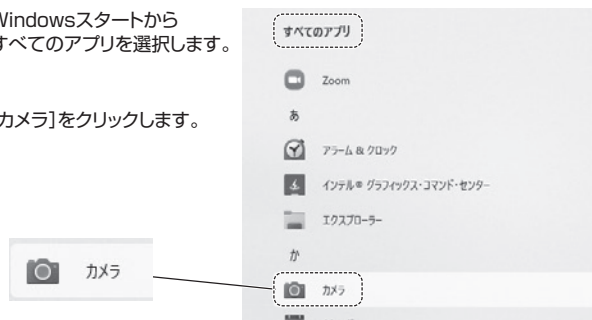 Windowsスタートから
すべてのアプリを選択します。
カメラ]をクリックします。
カメラ
すべてのアプリ
Zoom
あ
アラーム & クロック
インテル® グラフィックス・コマンド・センター
エクスプローラー
か
カメラ